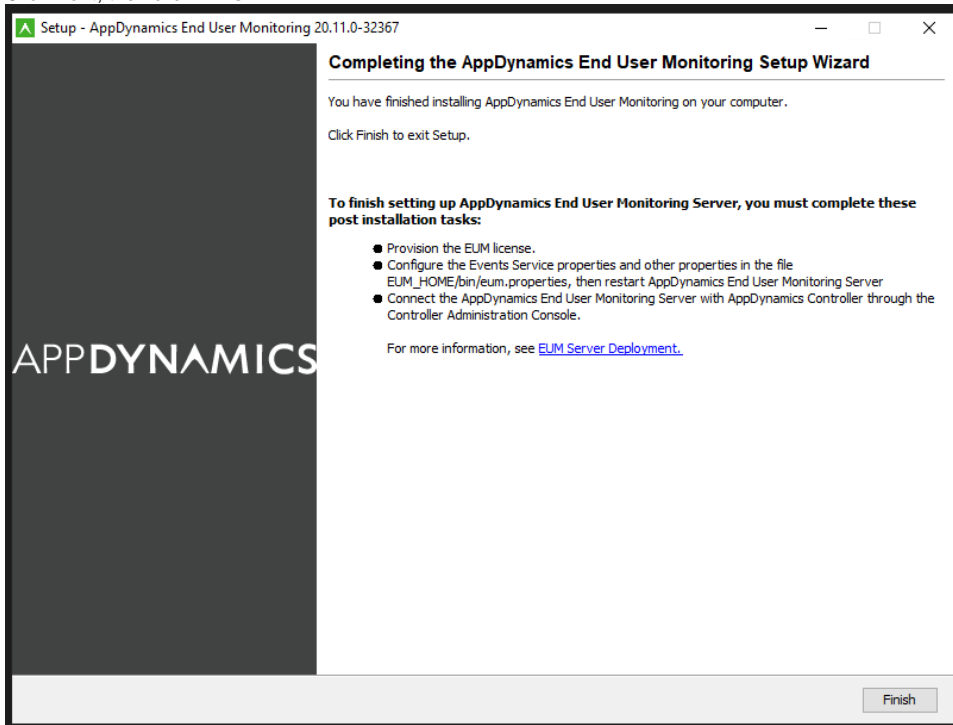 Setup - AppDynamics End User Monitoring 20.11.0-32367
Completing the AppDynamics End User Monitoring Setup Wizard
You have finished installing AppDynamics End User Monitoring on your computer.
Click Finish to exit Setup.
To finish setting up AppDynamics End User Monitoring Server, you must complete these
post installation tasks:
Provision the EUM license.
Configure the Events Service properties and other properties in the file
EUM_HOME/bin/eum.properties, then restart AppDynamics End User Monitoring Server
Connect the AppDynamics End User Monitoring Server with AppDynamics Controller through the
Controller Administration Console.
For more information, see EUM Server Deployment.
APPDYNAMICS
Finish